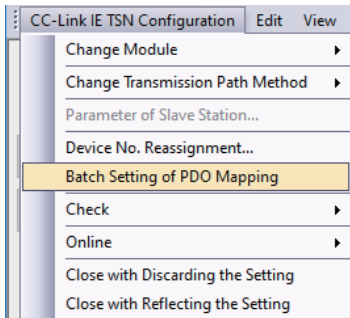 CC-Link IE TSN Configuration Edit View
Change Module
Change Transmission Path Method
Parameter of Slave Station...
Device No. Reassignment...
Batch Setting of PDO Mapping
Check
Online
Close with Discarding the Setting
Close with Reflecting the Setting